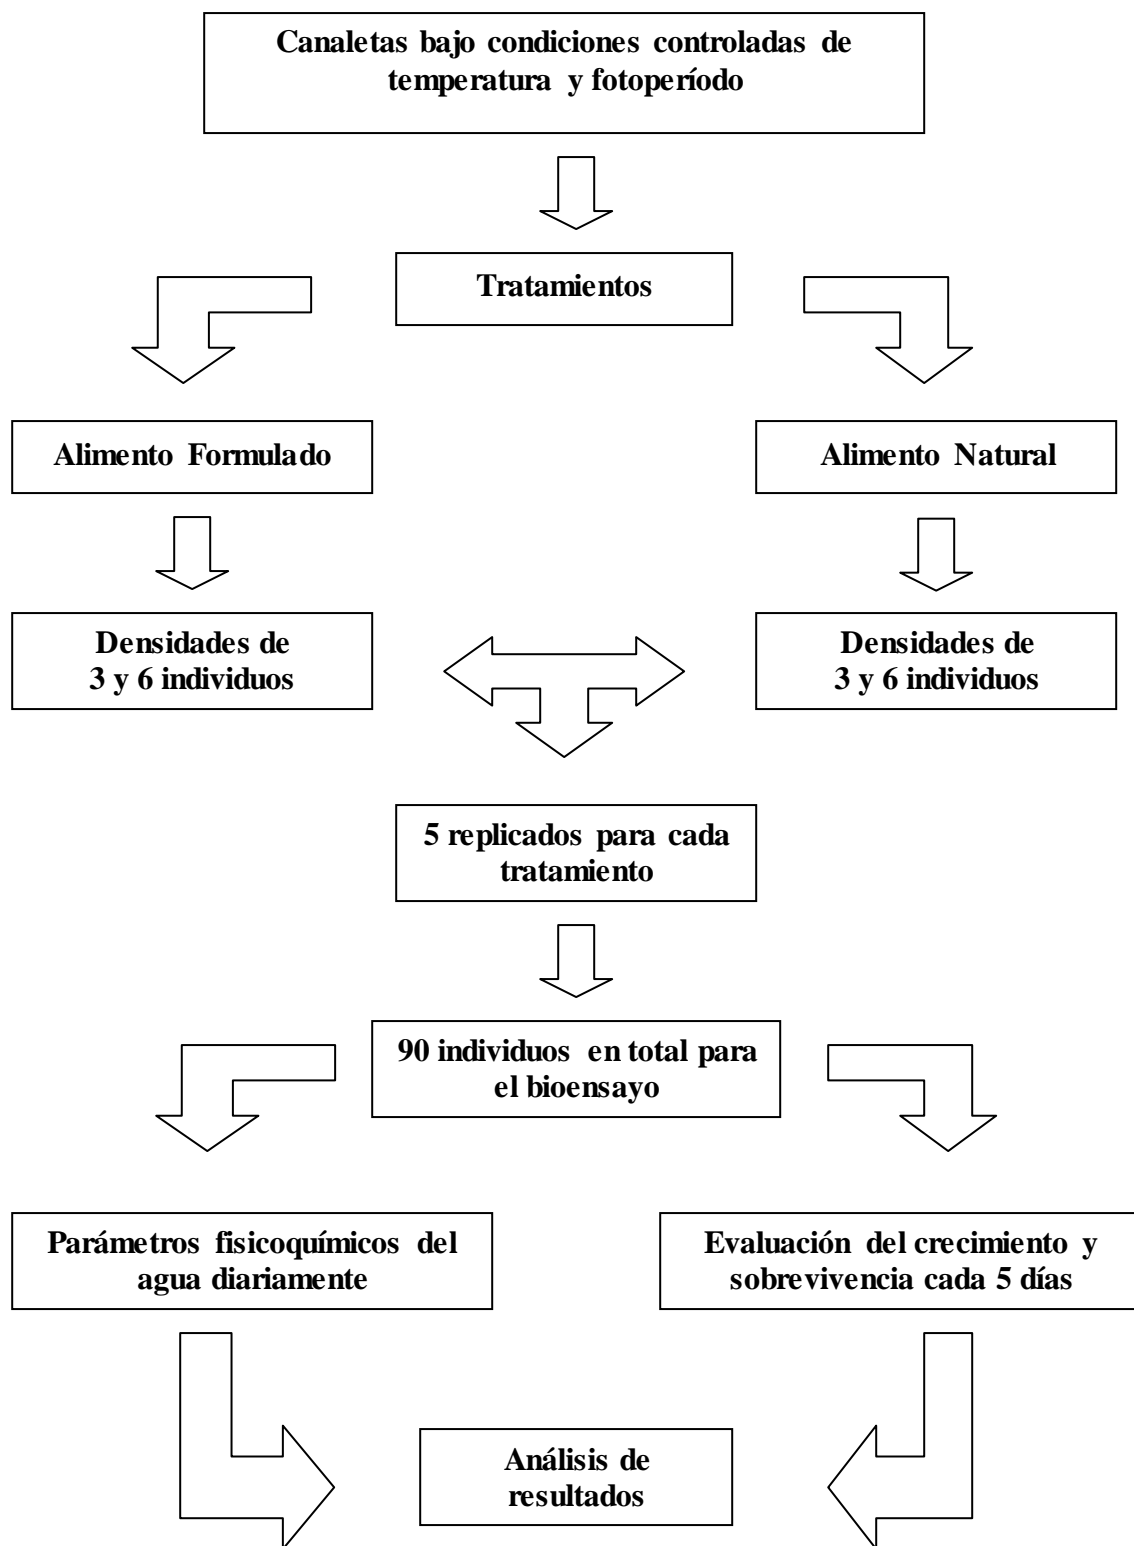 Canaletas bajo condiciones controladas de
temperatura y fotoperíodo
Tratamientos
Alimento Formulado
Alimento Natural
Densidades de
3 y 6 individuos
Densidades de
3 y 6 individuos
5 replicados para cada
tratamiento
90 individuos en total para
el bioensayo
Parámetros fisicoquímicos del
agua diariamente
Evaluación del crecimiento y
sobrevivencia cada 5 días
Análisis de
resultados